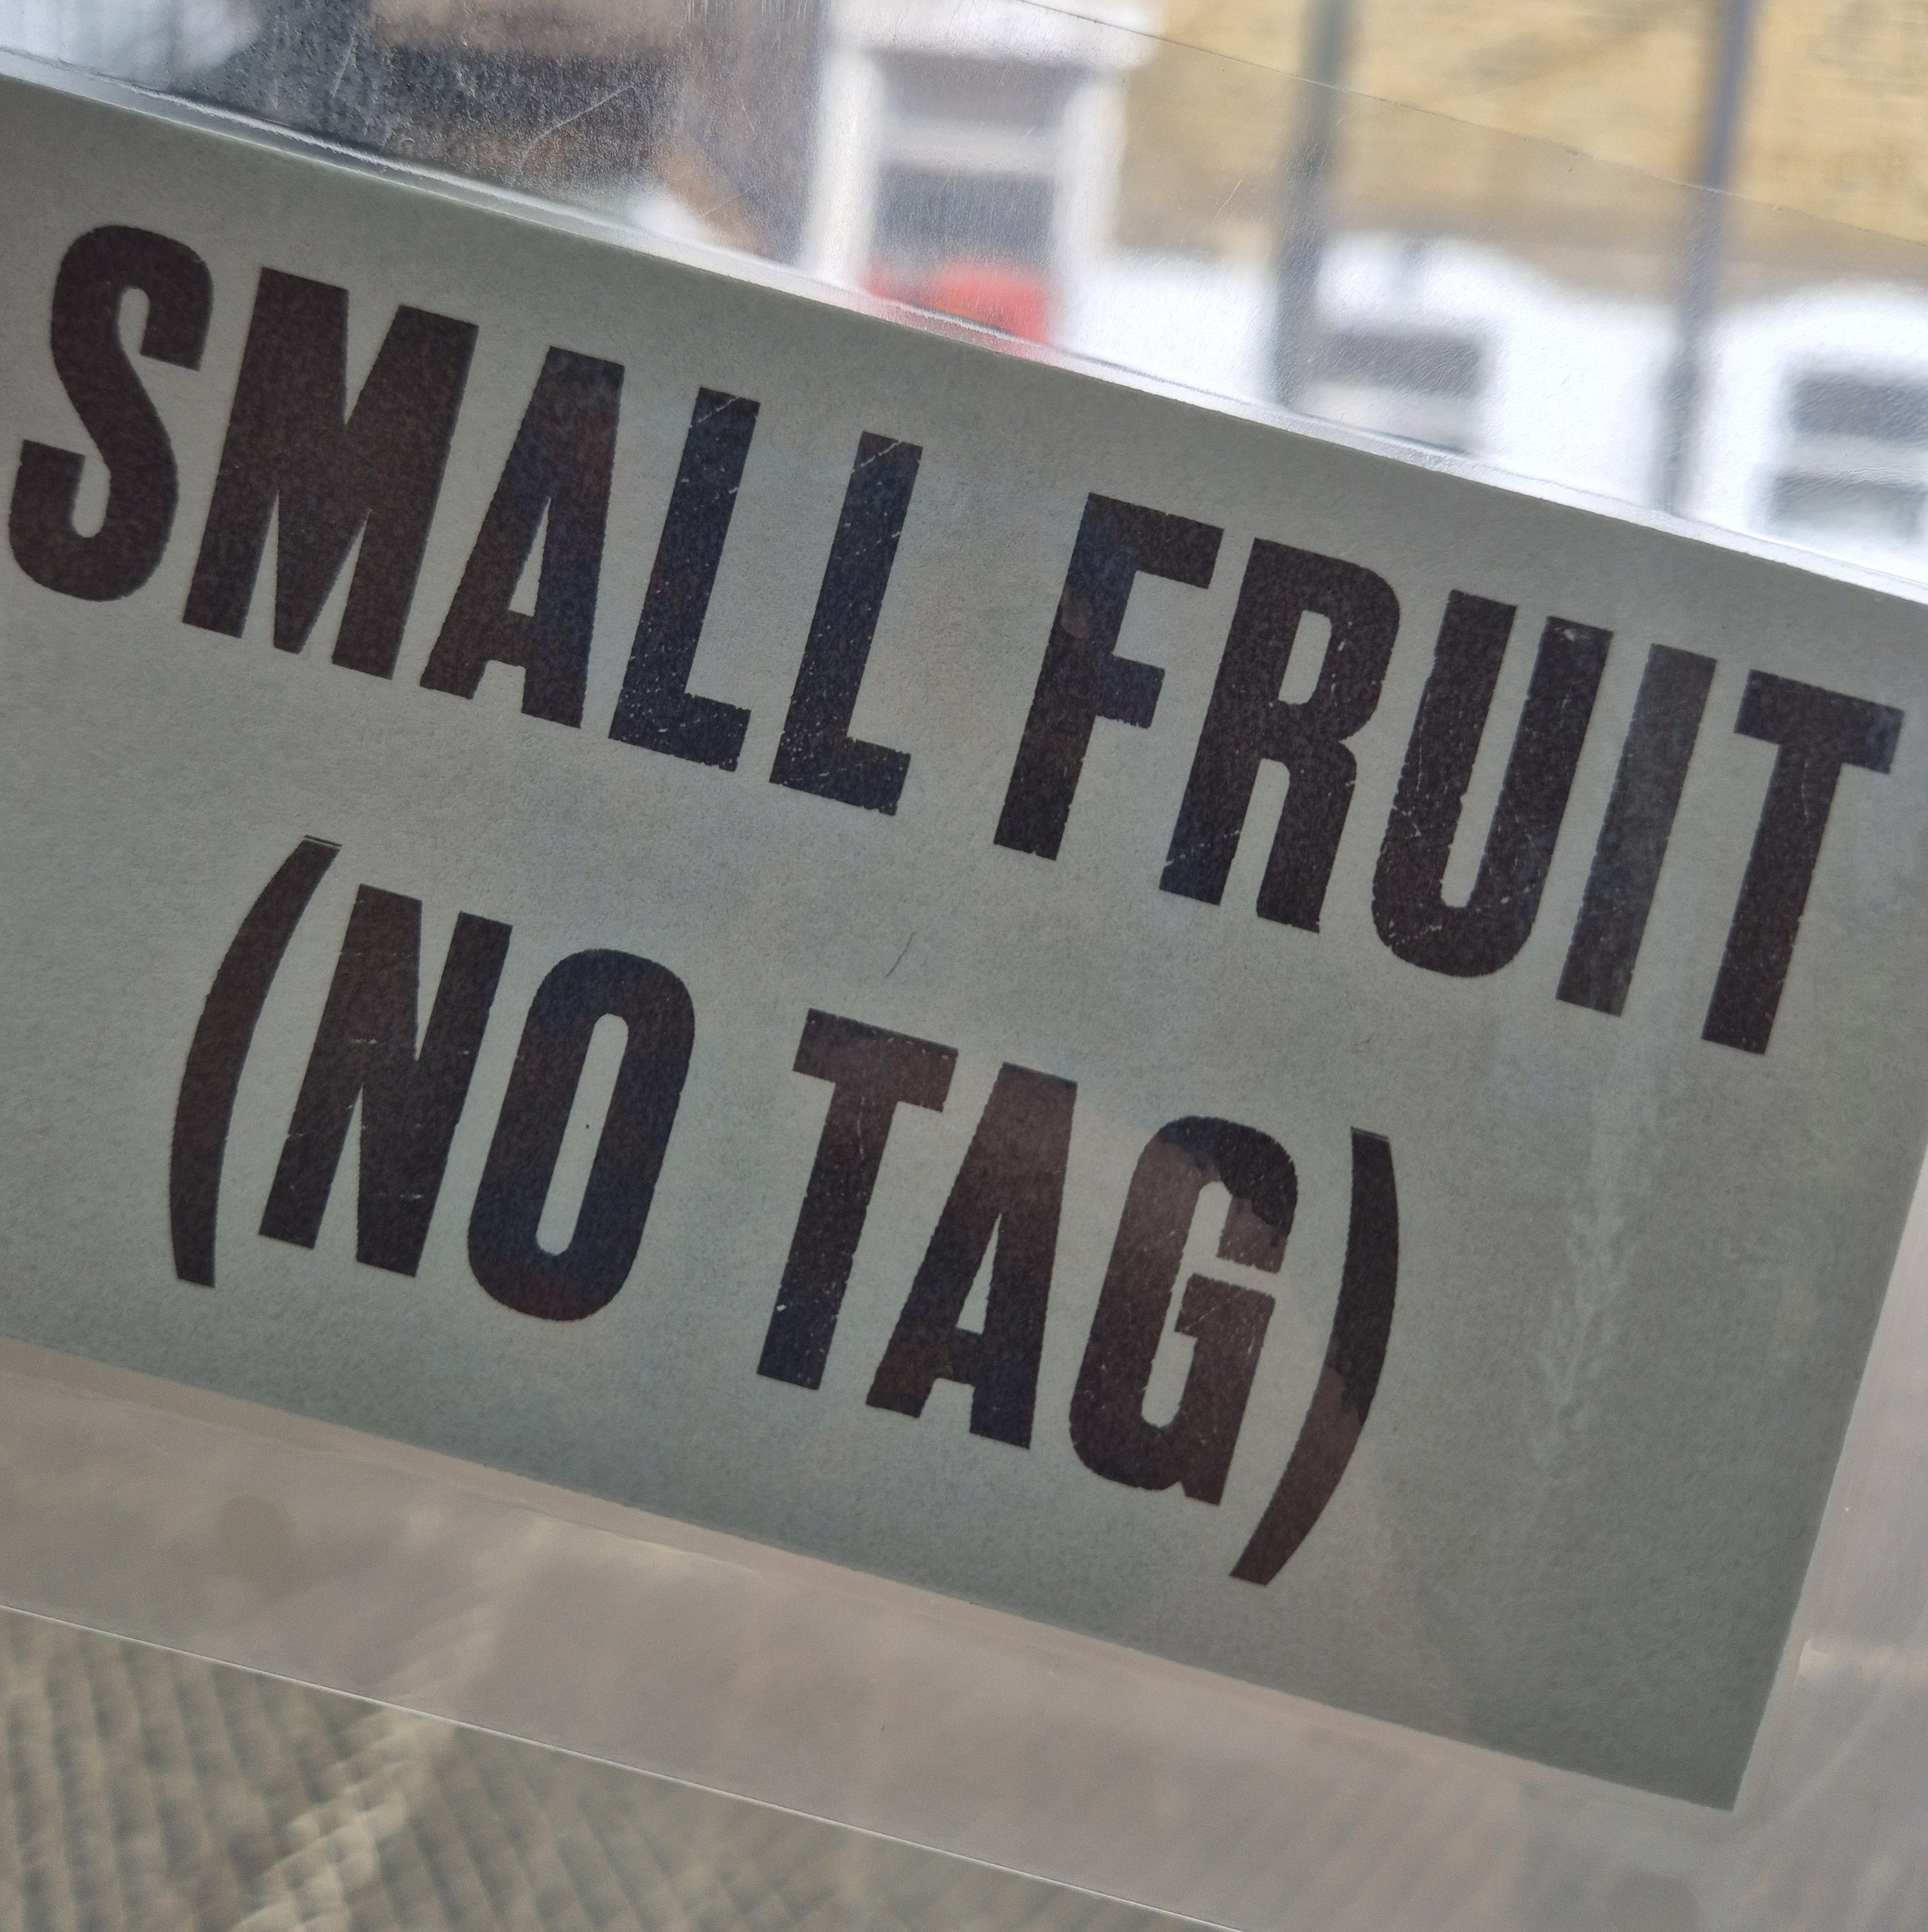 SMALL FRUIT
(NO TAG)